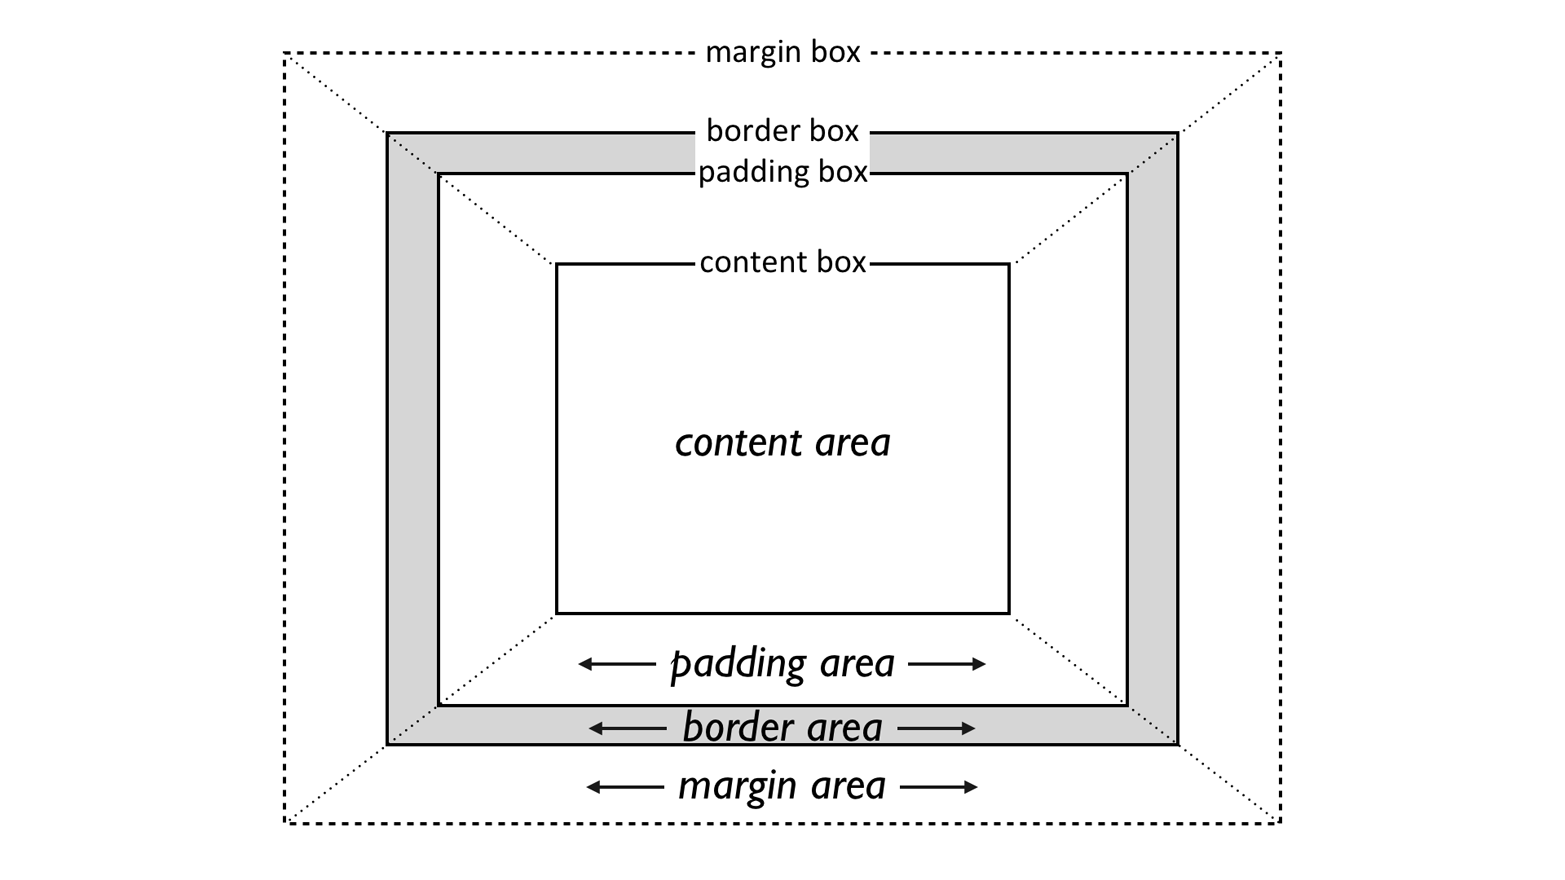 margin box
border box
padding box
content box
content area
padding area
border area
margin area